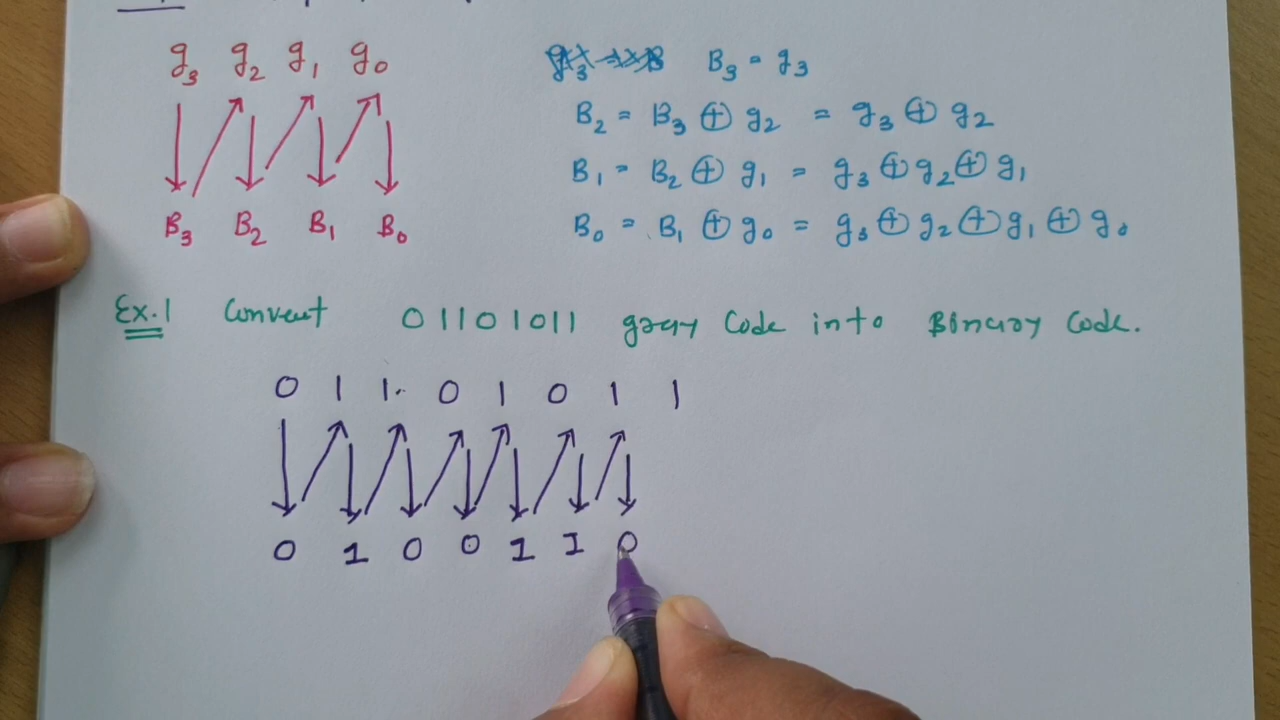 g₃ g₂ g₁ g₀
B₃ B₂ B₁ B₀
B₃ = g₃
B₂ = B₃ ⊕ g₂ = g₃ ⊕ g₂
B₁ = B₂ ⊕ g₁ = g₃ ⊕ g₂ ⊕ g₁
B₀ = B₁ ⊕ g₀ = g₃ ⊕ g₂ ⊕ g₁ ⊕ g₀
Ex.1 Convert 01101011 gray Code into Binary Code.
0 1 1 0 1 0 1 1
0 1 0 0 1 1 0